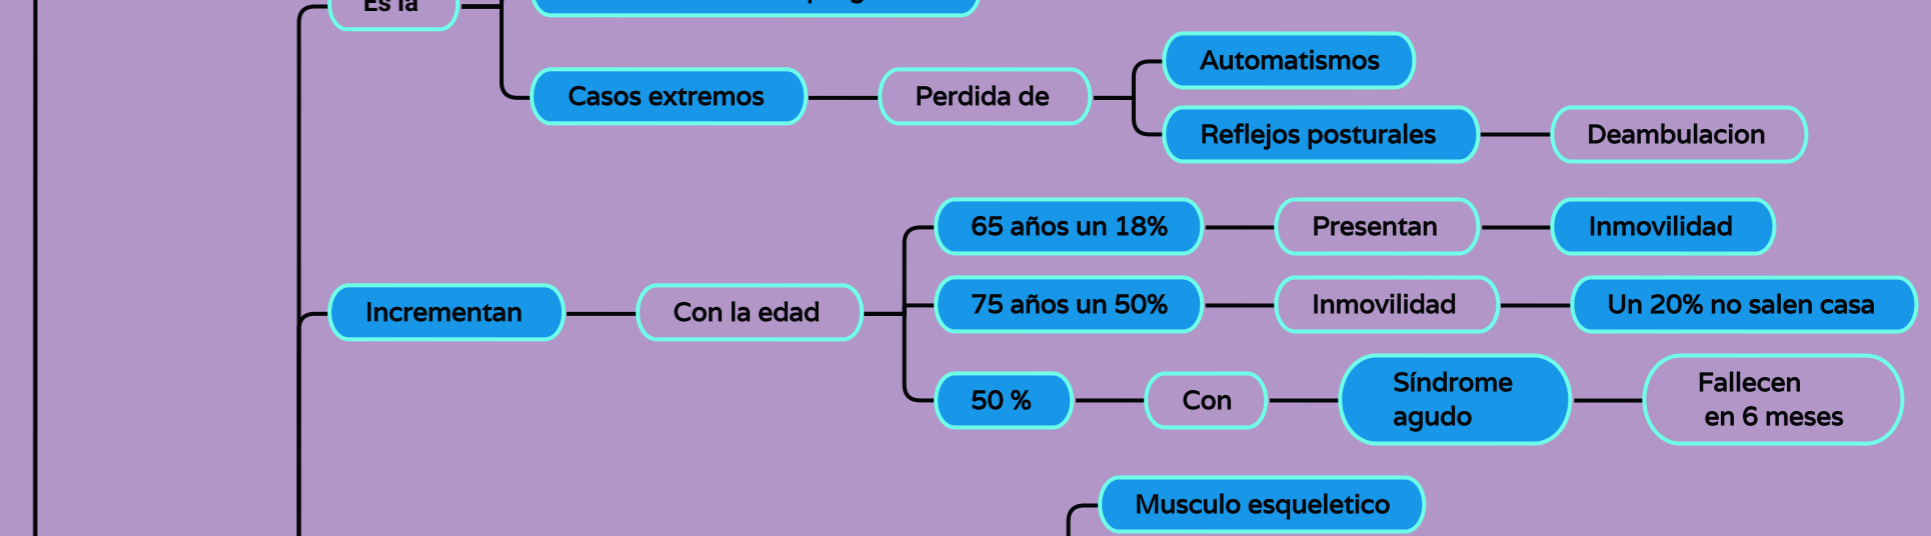 Es la
Casos extremos
Perdida de
Automatismos
Reflejos posturales
Deambulacion
Incrementan
Con la edad
65 años un 18%
Presentan
Inmovilidad
75 años un 50%
Inmovilidad
Un 20% no salen casa
50 %
Con
Síndrome
agudo
Fallecen
en 6 meses
Musculo esqueletico